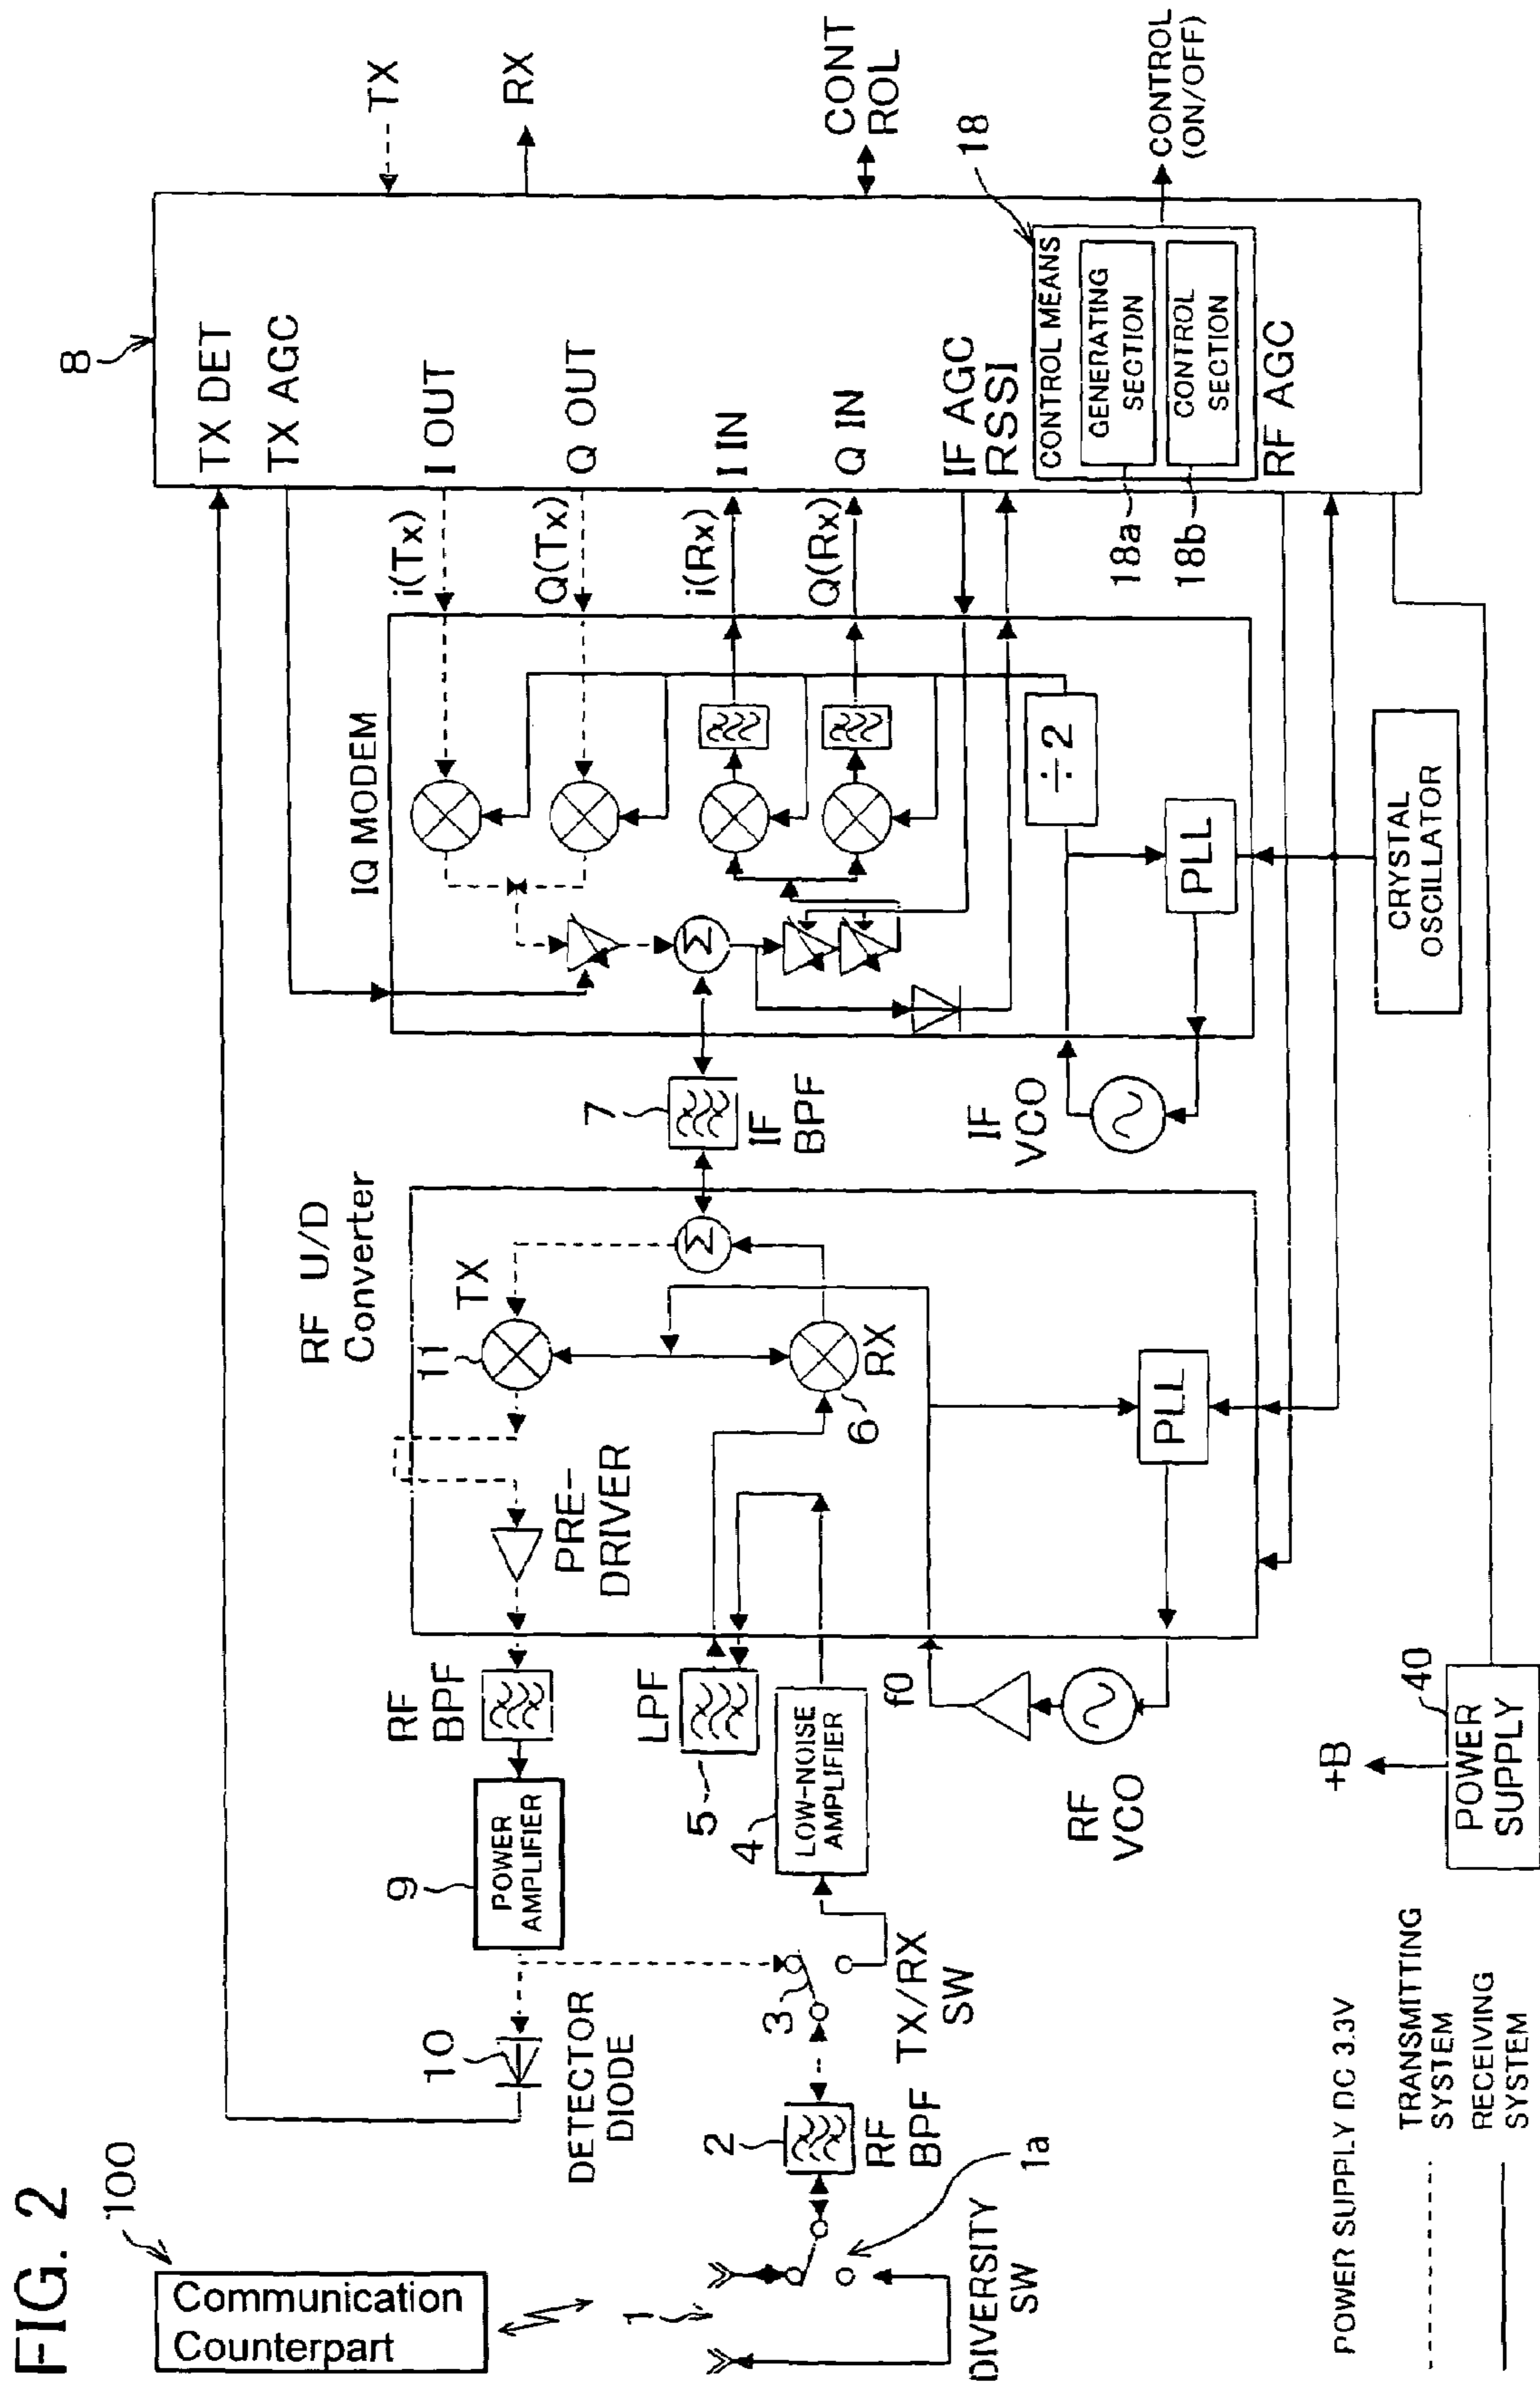 FIG. 2
100
Communication
Counterpart
1
DIVERSITY
SW
1a
2
RF
BPF
3
TX/RX
SW
10
DETECTOR
DIODE
9
POWER
AMPLIFIER
RF
BPF
LPF
5
4
LOW-NOISE
AMPLIFIER
f0
RF
VCO
RF U/D
Converter
PRE-
DRIVER
11
TX
Σ
6
RX
PLL
7
IF
BPF
IF
VCO
IQ MODEM
Σ
÷2
PLL
CRYSTAL
OSCILLATOR
i(Tx)
Q(Tx)
i(Rx)
Q(Rx)
8
TX DET
TX AGC
I OUT
Q OUT
I IN
Q IN
IF AGC
RSSI
CONTROL MEANS
GENERATING
SECTION
CONTROL
SECTION
RF AGC
18
18a
18b
TX
RX
CONT
ROL
CONTROL
(ON/OFF)
+B
40
POWER
SUPPLY
POWER SUPPLY DC 3.3V
TRANSMITTING
SYSTEM
RECEIVING
SYSTEM